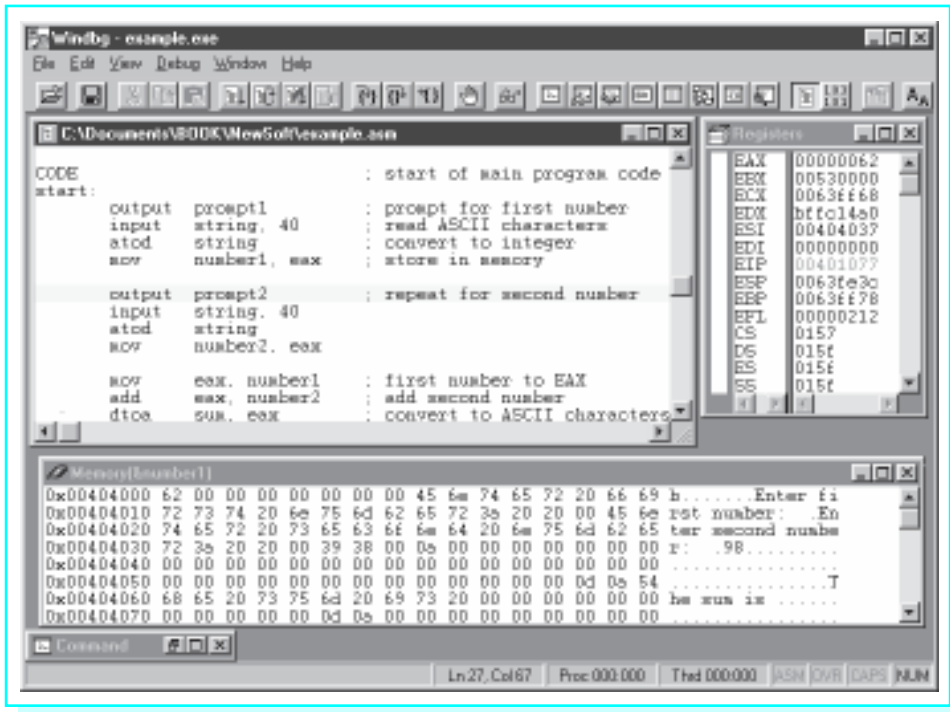 Windbg - example.exe
File Edit View Debug Window Help
C:\Documents\BOOK\NewSoft\example.asm
CODE ; start of main program code
start:
output prompt1 ; prompt for first number
input string, 40 ; read ASCII characters
atod string ; convert to integer
mov number1, eax ; store in memory
output prompt2 ; repeat for second number
input string, 40
atod string
mov number2, eax
mov eax, number1 ; first number to EAX
add eax, number2 ; add second number
dtoa sum, eax ; convert to ASCII characters
Registers
EAX 00000062
EBX 00530000
ECX 0063ff68
EDX bffc14a0
ESI 00404037
EDI 00000000
EIP 00401077
ESP 0063fe3c
EBP 0063ff78
EFL 00000212
CS 0157
DS 015f
ES 015f
SS 015f
Memory(&number1)
0x00404000 62 00 00 00 00 00 00 00 00 45 6e 74 65 72 20 66 69 b........Enter fi
0x00404010 72 73 74 20 6e 75 6d 62 65 72 3a 20 20 00 45 6e rst number: .En
0x00404020 74 65 72 20 73 65 63 6f 6e 64 20 6e 75 6d 62 65 ter second numbe
0x00404030 72 3a 20 20 00 39 38 00 0a 00 00 00 00 00 00 00 r: .98.........
0x00404040 00 00 00 00 00 00 00 00 00 00 00 00 00 00 00 00 ................
0x00404050 00 00 00 00 00 00 00 00 00 00 00 00 00 0d 0a 54 ...............T
0x00404060 68 65 20 73 75 6d 20 69 73 20 00 00 00 00 00 00 he sum is ......
0x00404070 00 00 00 00 00 0d 0a 00 00 00 00 00 00 00 00 00 ................
Command
Ln 27, Col 67 Proc 000:000 Thrd 000:000 ASM OVR CAPS NUM